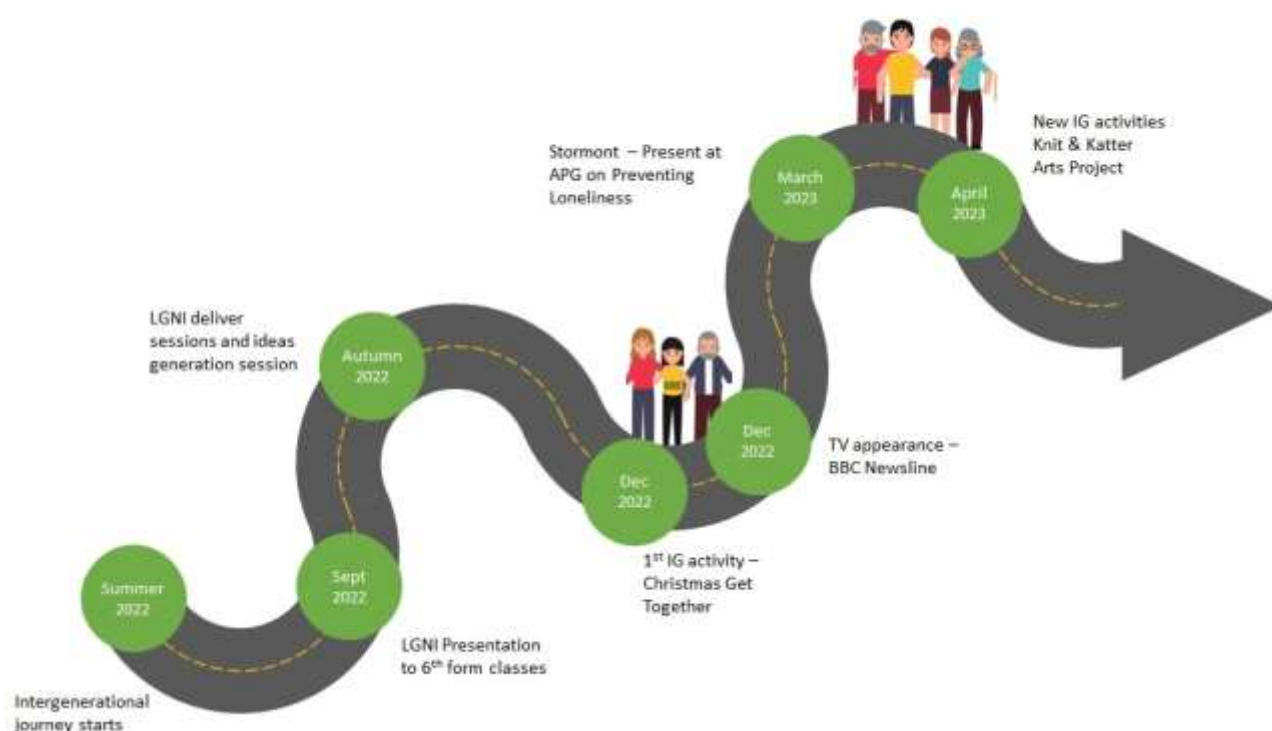 Summer
2022
Intergenerational
journey starts
Sept
2022
LGNI Presentation
to 6th form classes
Autumn
2022
LGNI deliver
sessions and ideas
generation session
Dec
2022
1st IG activity –
Christmas Get
Together
Dec
2022
TV appearance –
BBC Newsline
March
2023
Stormont – Present at
APG on Preventing
Loneliness
April
2023
New IG activities
Knit & Katter
Arts Project